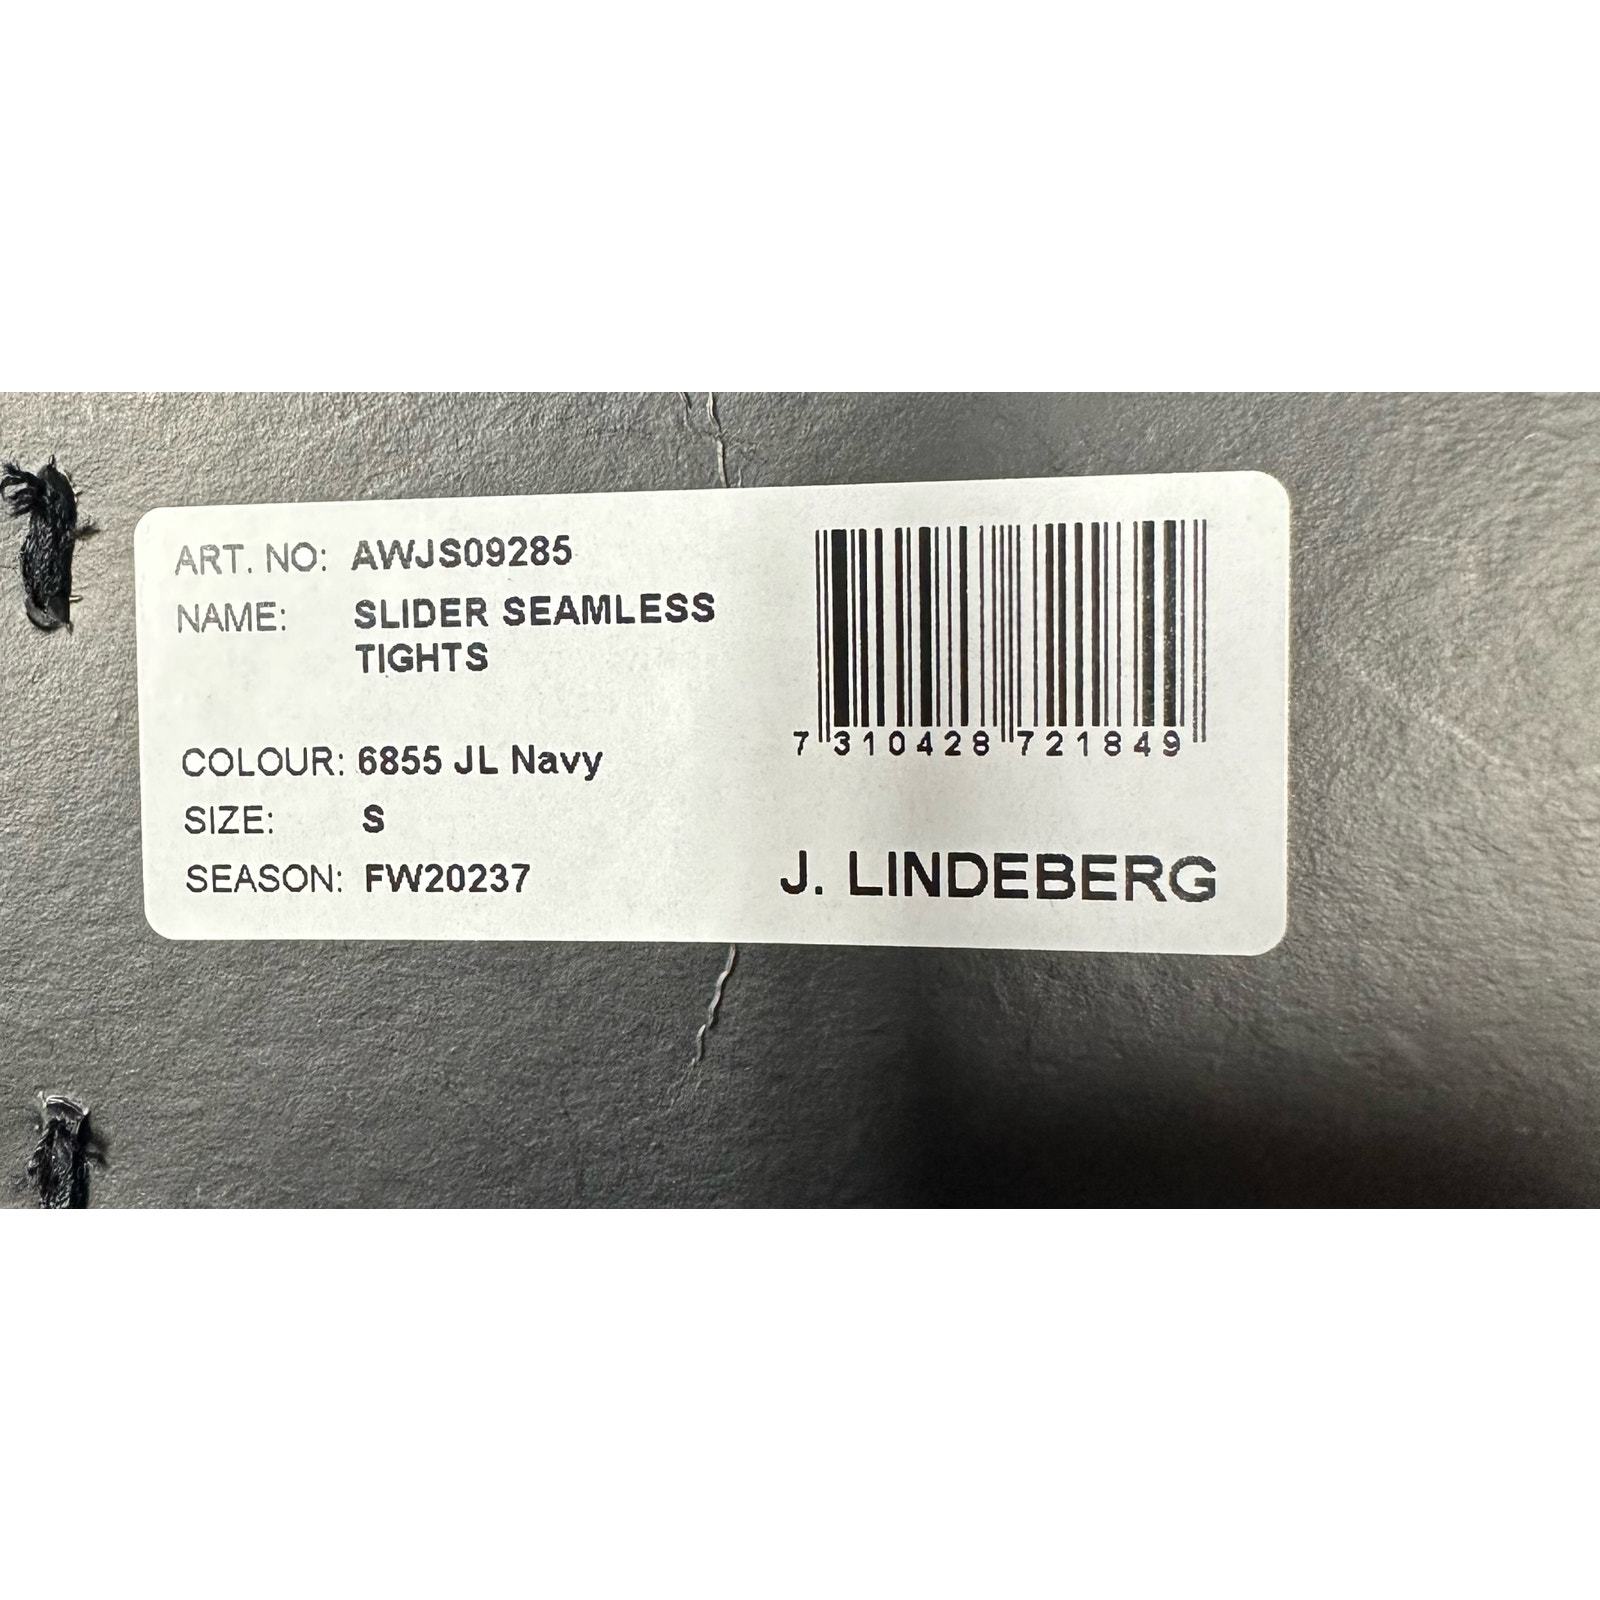 ART. NO: AWJS09285
NAME: SLIDER SEAMLESS
TIGHTS
COLOUR: 6855 JL Navy
SIZE: S
SEASON: FW20237
7 310428 721849
J. LINDEBERG